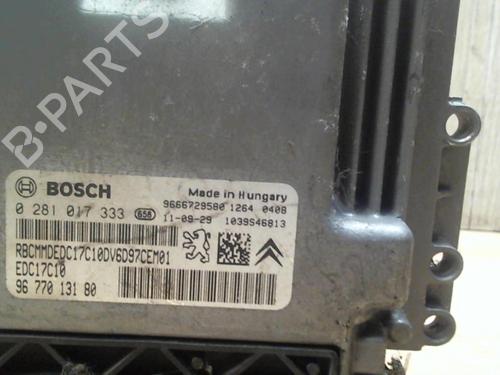 B-PARTS
BOSCH
Made in Hungary
9666729580 1264 0408
0 281 017 333 656 11-09-29 1039S46813
RBCMMDEDC17C10DV6D97CEM01
EDC17C10
96 770 131 80